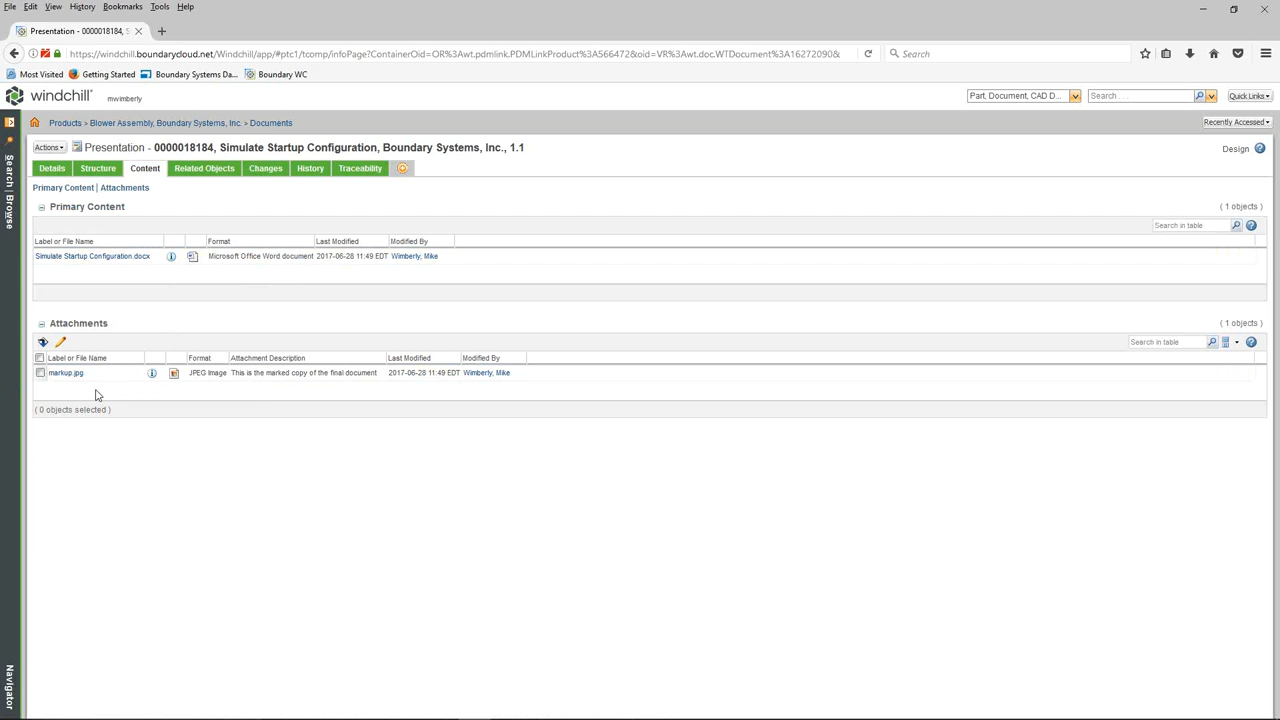 File Edit View History Bookmarks Tools Help
Presentation - 0000018184, S
https://windchill.boundarycloud.net/Windchill/app/#ptc1/tcomp/infoPage?ContainerOid=OR%3Awt.pdmlink.PDMLinkProduct%3A566472&oid=VR%3Awt.doc.WTDocument%3A16272090&
Search
Most Visited Getting Started Boundary Systems Da... Boundary WC
windchill mwimberly Part, Document, CAD D... Search . . . Quick Links
Products > Blower Assembly, Boundary Systems, Inc. > Documents Recently Accessed
Actions Presentation - 0000018184, Simulate Startup Configuration, Boundary Systems, Inc., 1.1 Design
Details Structure Content Related Objects Changes History Traceability
Primary Content | Attachments
Primary Content ( 1 objects )
Search in table
Label or File Name Format Last Modified Modified By
Simulate Startup Configuration.docx Microsoft Office Word document 2017-06-28 11:49 EDT Wimberly, Mike
Attachments ( 1 objects )
Search in table
Label or File Name Format Attachment Description Last Modified Modified By
markup.jpg JPEG Image This is the marked copy of the final document 2017-06-28 11:49 EDT Wimberly, Mike
( 0 objects selected )
Search | Browse
Navigator